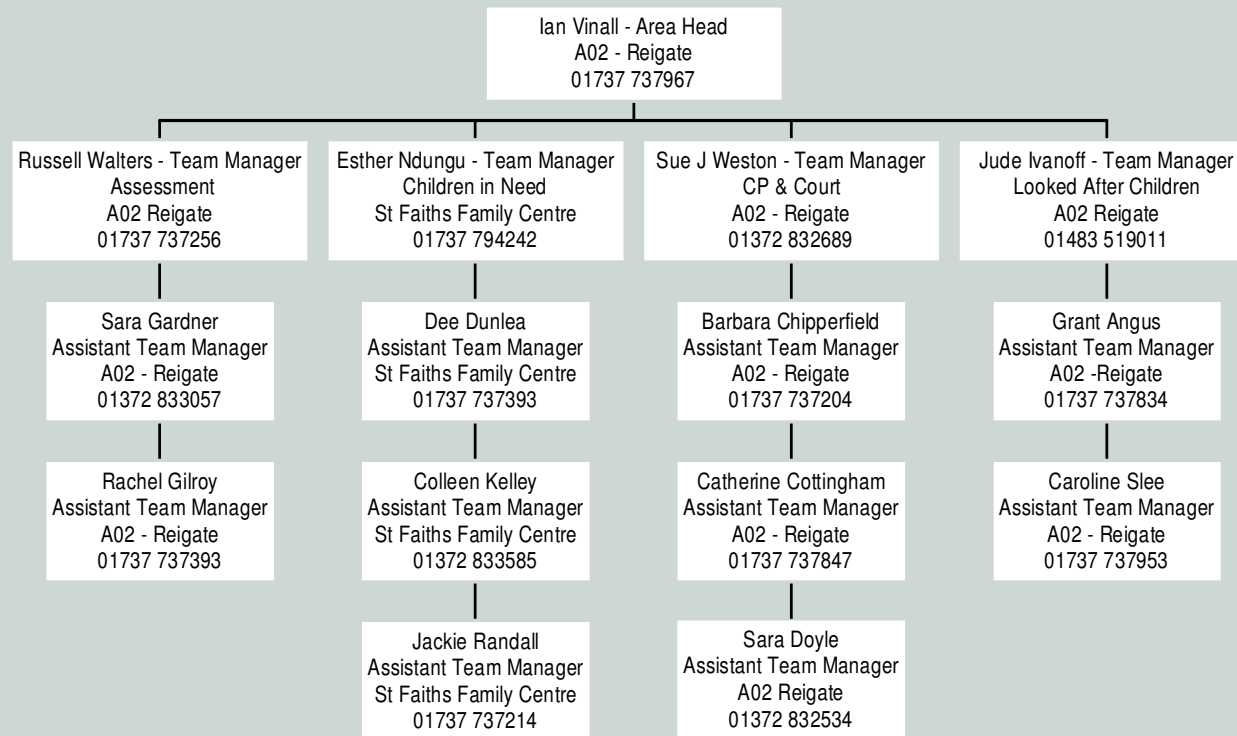 Ian Vinall - Area Head
A02 - Reigate
01737 737967
Russell Walters - Team Manager
Assessment
A02 Reigate
01737 737256
Esther Ndungu - Team Manager
Children in Need
St Faiths Family Centre
01737 794242
Sue J Weston - Team Manager
CP & Court
A02 - Reigate
01372 832689
Jude Ivanoff - Team Manager
Looked After Children
A02 Reigate
01483 519011
Sara Gardner
Assistant Team Manager
A02 - Reigate
01372 833057
Dee Dunlea
Assistant Team Manager
St Faiths Family Centre
01737 737393
Barbara Chipperfield
Assistant Team Manager
A02 - Reigate
01737 737204
Grant Angus
Assistant Team Manager
A02 -Reigate
01737 737834
Rachel Gilroy
Assistant Team Manager
A02 - Reigate
01737 737393
Colleen Kelley
Assistant Team Manager
St Faiths Family Centre
01372 833585
Catherine Cottingham
Assistant Team Manager
A02 - Reigate
01737 737847
Caroline Slee
Assistant Team Manager
A02 - Reigate
01737 737953
Jackie Randall
Assistant Team Manager
St Faiths Family Centre
01737 737214
Sara Doyle
Assistant Team Manager
A02 Reigate
01372 832534